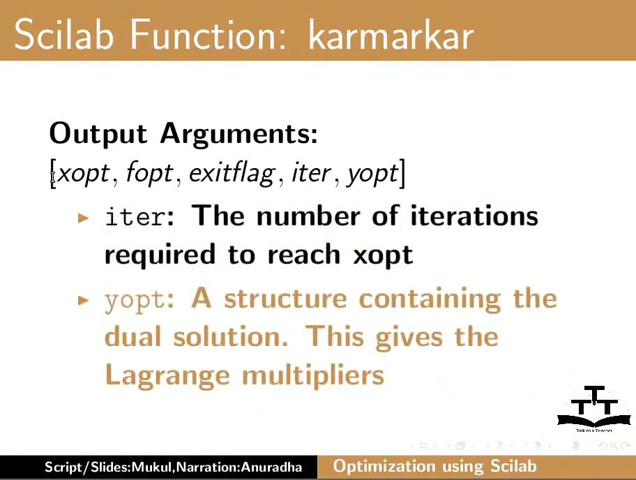 Scilab Function: karmarkar
Output Arguments:
[xopt, fopt, exitflag, iter, yopt]
iter: The number of iterations
required to reach xopt
yopt: A structure containing the
dual solution. This gives the
Lagrange multipliers
Script/Slides:Mukul,Narration:Anuradha
Optimization using Scilab